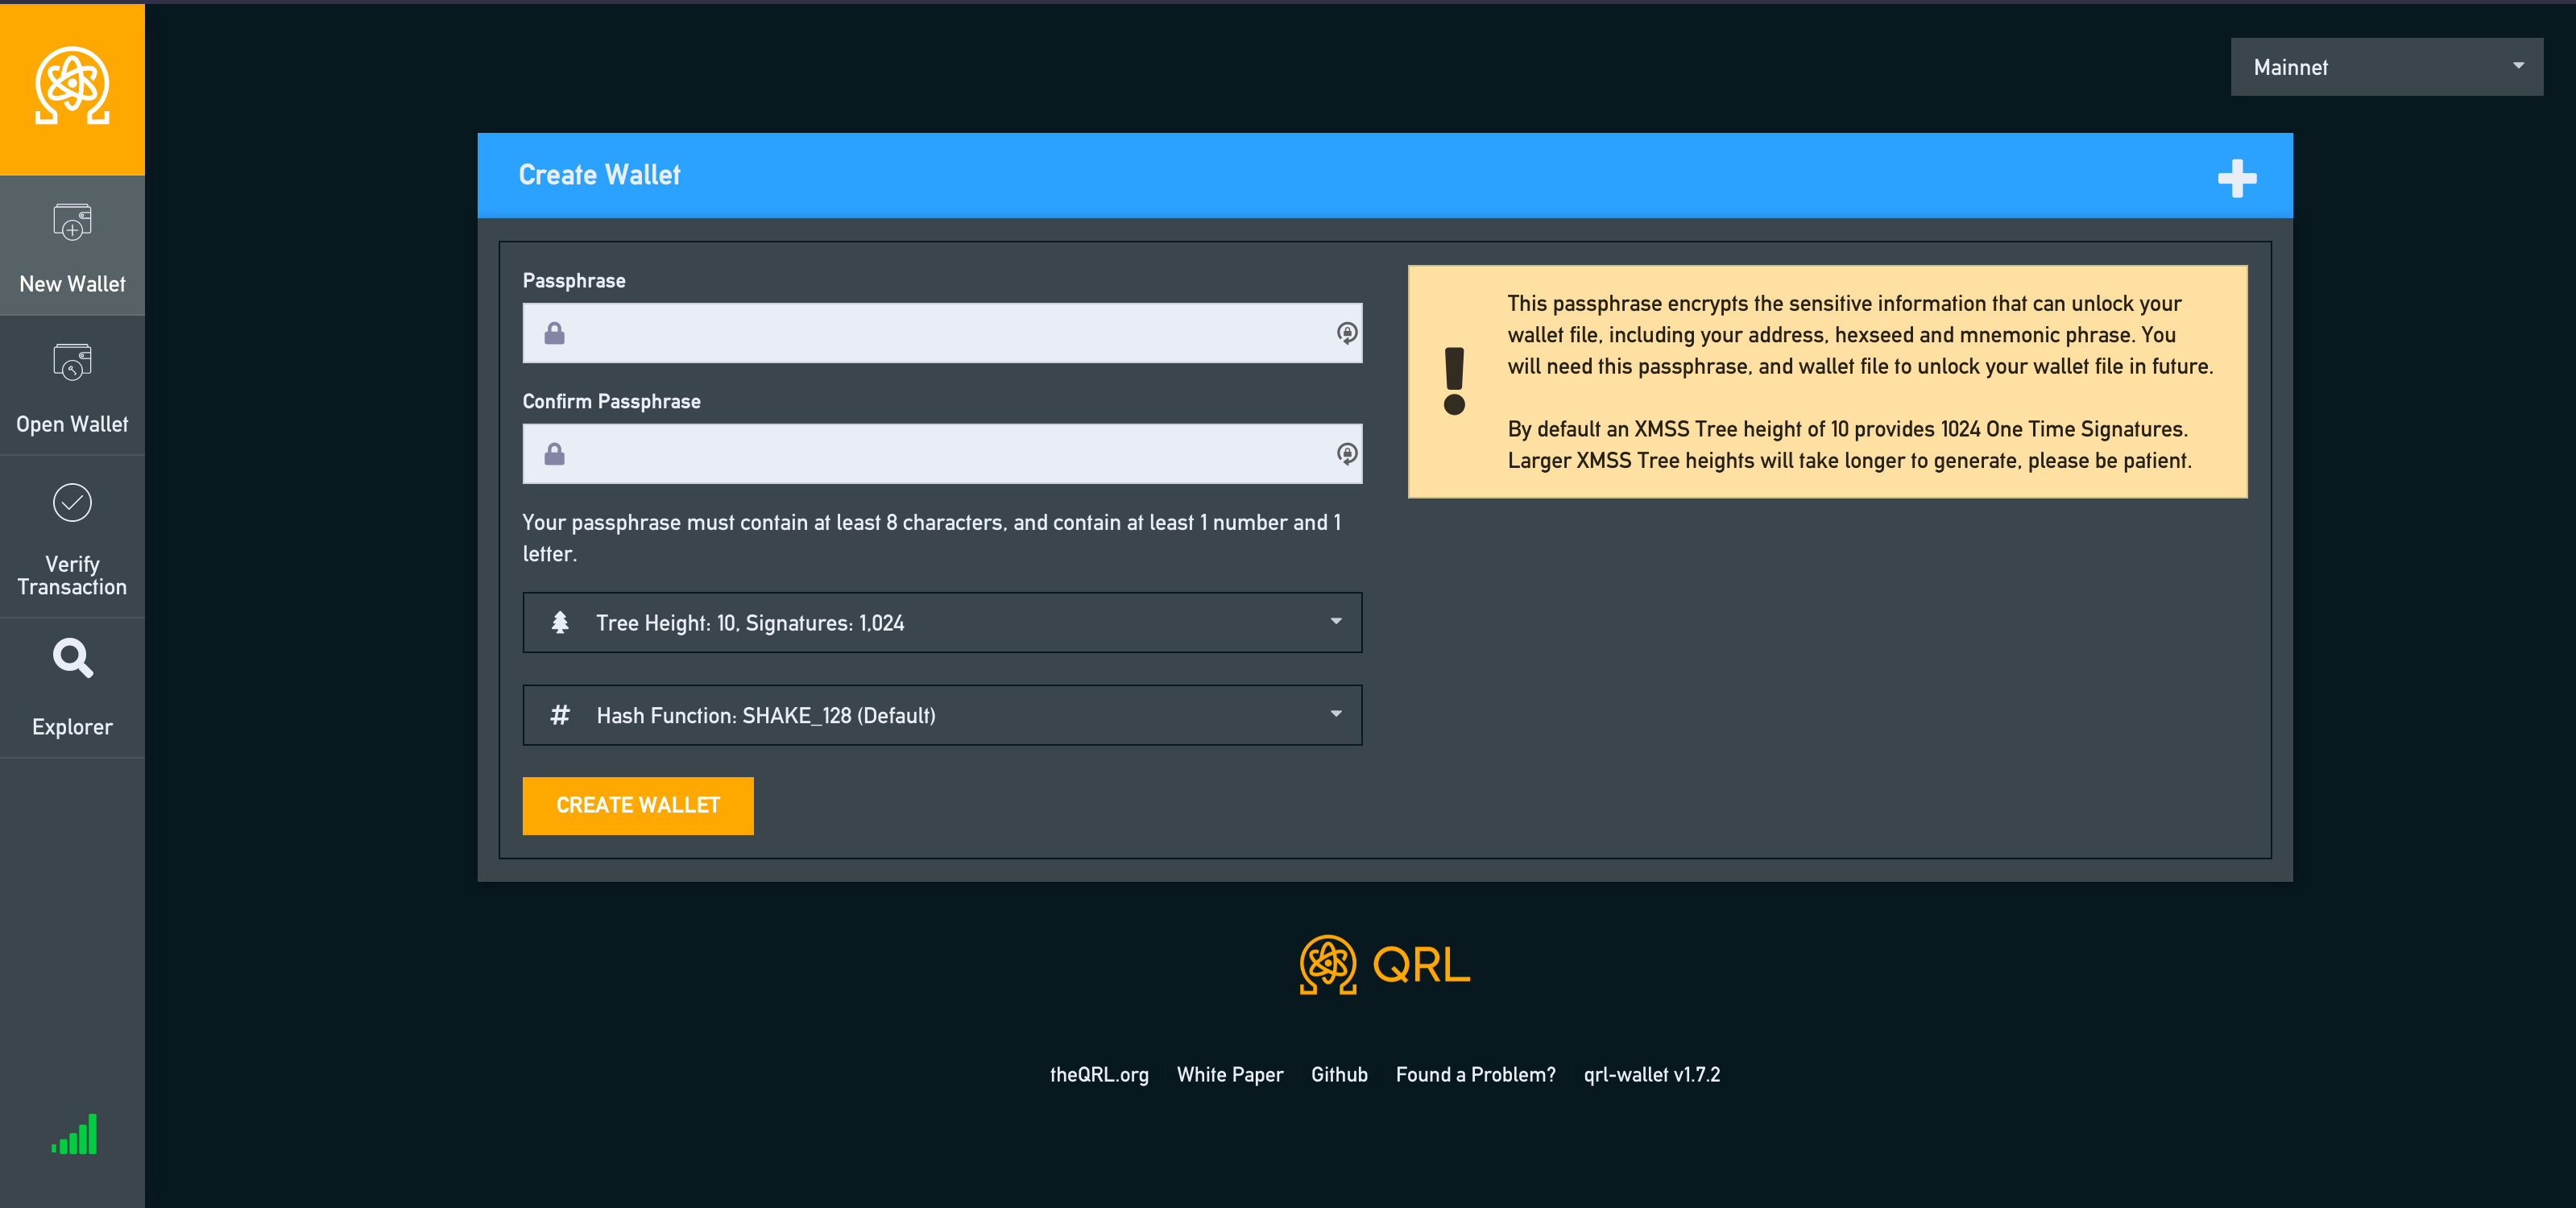 Mainnet
New Wallet
Open Wallet
Verify
Transaction
Explorer
Create Wallet
Passphrase
Confirm Passphrase
Your passphrase must contain at least 8 characters, and contain at least 1 number and 1
letter.
Tree Height: 10, Signatures: 1,024
# Hash Function: SHAKE_128 (Default)
CREATE WALLET
This passphrase encrypts the sensitive information that can unlock your
wallet file, including your address, hexseed and mnemonic phrase. You
will need this passphrase, and wallet file to unlock your wallet file in future.
By default an XMSS Tree height of 10 provides 1024 One Time Signatures.
Larger XMSS Tree heights will take longer to generate, please be patient.
QRL
theQRL.org White Paper Github Found a Problem? qrl-wallet v1.7.2